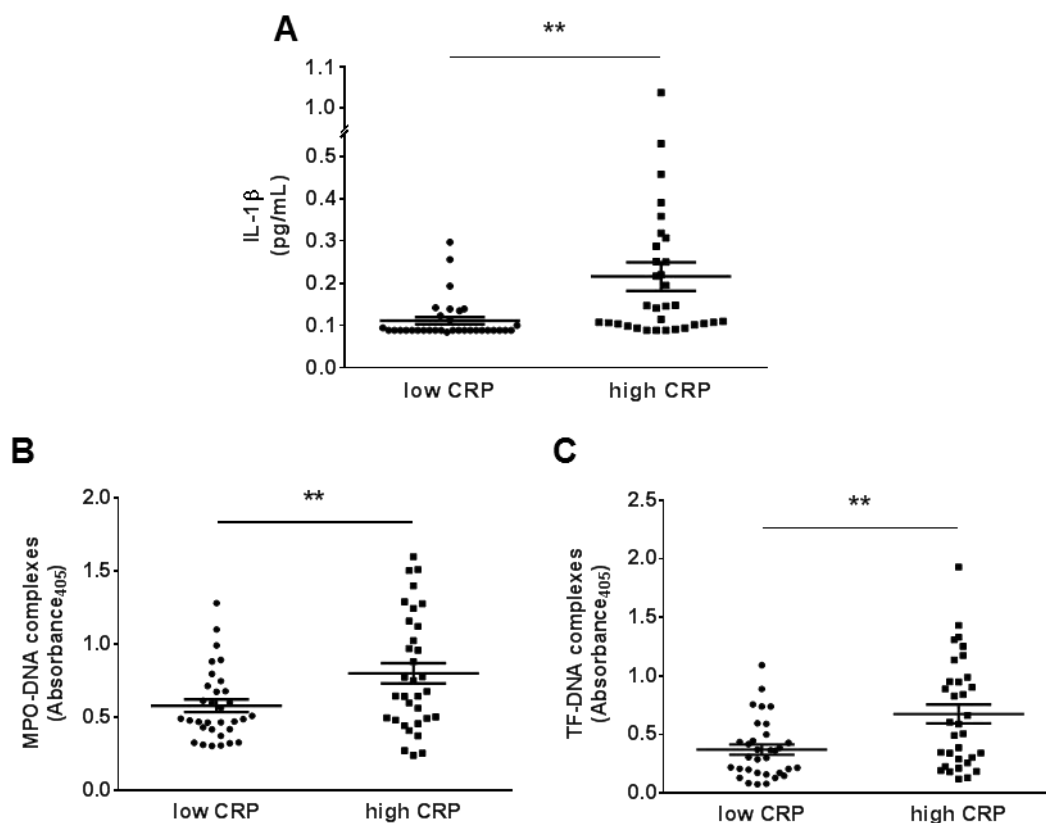 A
**
1.1
1.0
0.5
0.4
0.3
0.2
0.1
0.0
IL-1β
(pg/mL)
low CRP
high CRP
B
**
2.0
1.5
1.0
0.5
0.0
MPO-DNA complexes
(Absorbance405)
low CRP
high CRP
C
**
2.5
2.0
1.5
1.0
0.5
0.0
TF-DNA complexes
(Absorbance405)
low CRP
high CRP